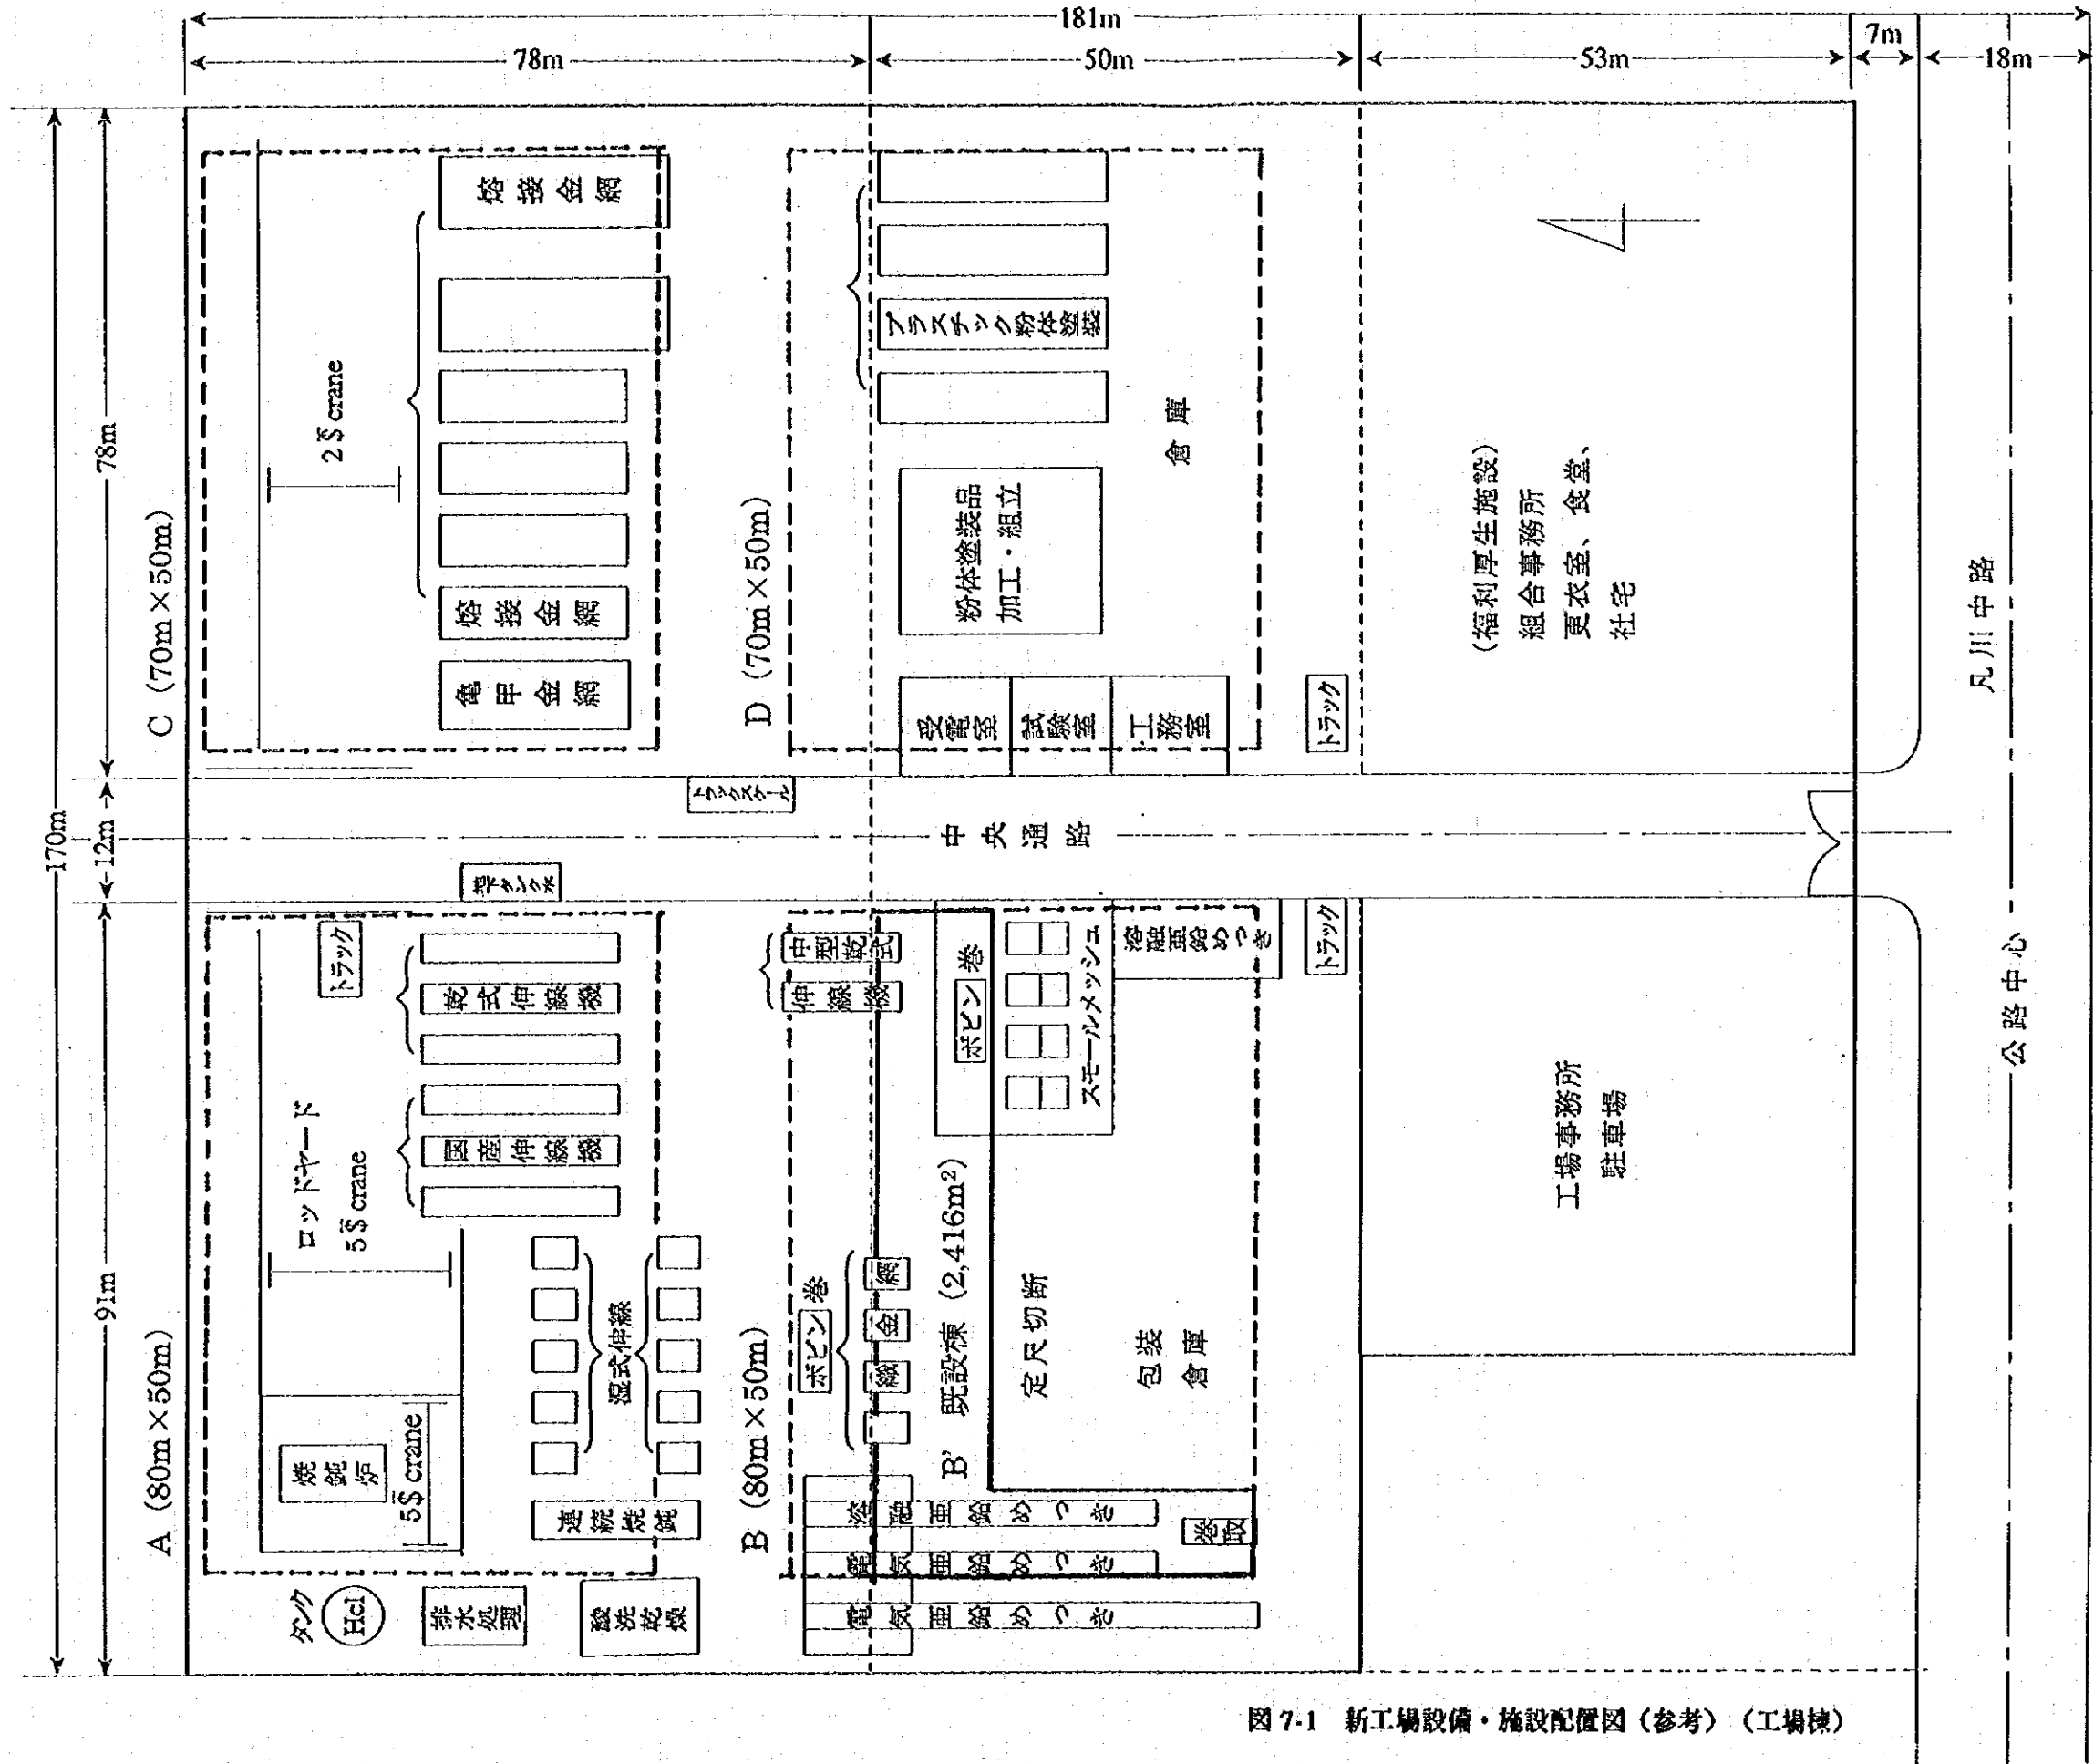 181m
78m
50m
53m
7m
18m
170m
78m
12m
91m
C (70m×50m)
2 $ crane
熔接金網
熔接金網
亀甲金網
D (70m×50m)
プラスチック粉体塗装
倉庫
粉体塗装品
加工・組立
受電室
試験室
工務室
トラック
(福利厚生施設)
組合事務所
更衣室、食堂、
社宅
凡川中路
トラックスケール
中央通路
A (80m×50m)
トラック
乾式伸線機
国産伸線機
ロッドヤード
5$ crane
湿式伸線
焼鈍炉
5$ crane
連続焼鈍
タンク
Hcl
排水処理
酸洗乾燥
B (80m×50m)
中型乾式
伸線機
ボビン巻
スモールメッシュ
溶融亜鉛めっき
トラック
ボビン巻
織金網
B' 既設棟 (2,416m²)
定尺切断
包装
倉庫
溶融亜鉛めっき
電気亜鉛めっき
電気亜鉛めっき
巻取
工場事務所
駐車場
公路中心
図 7-1 新工場設備・施設配置図(参考)(工場棟)